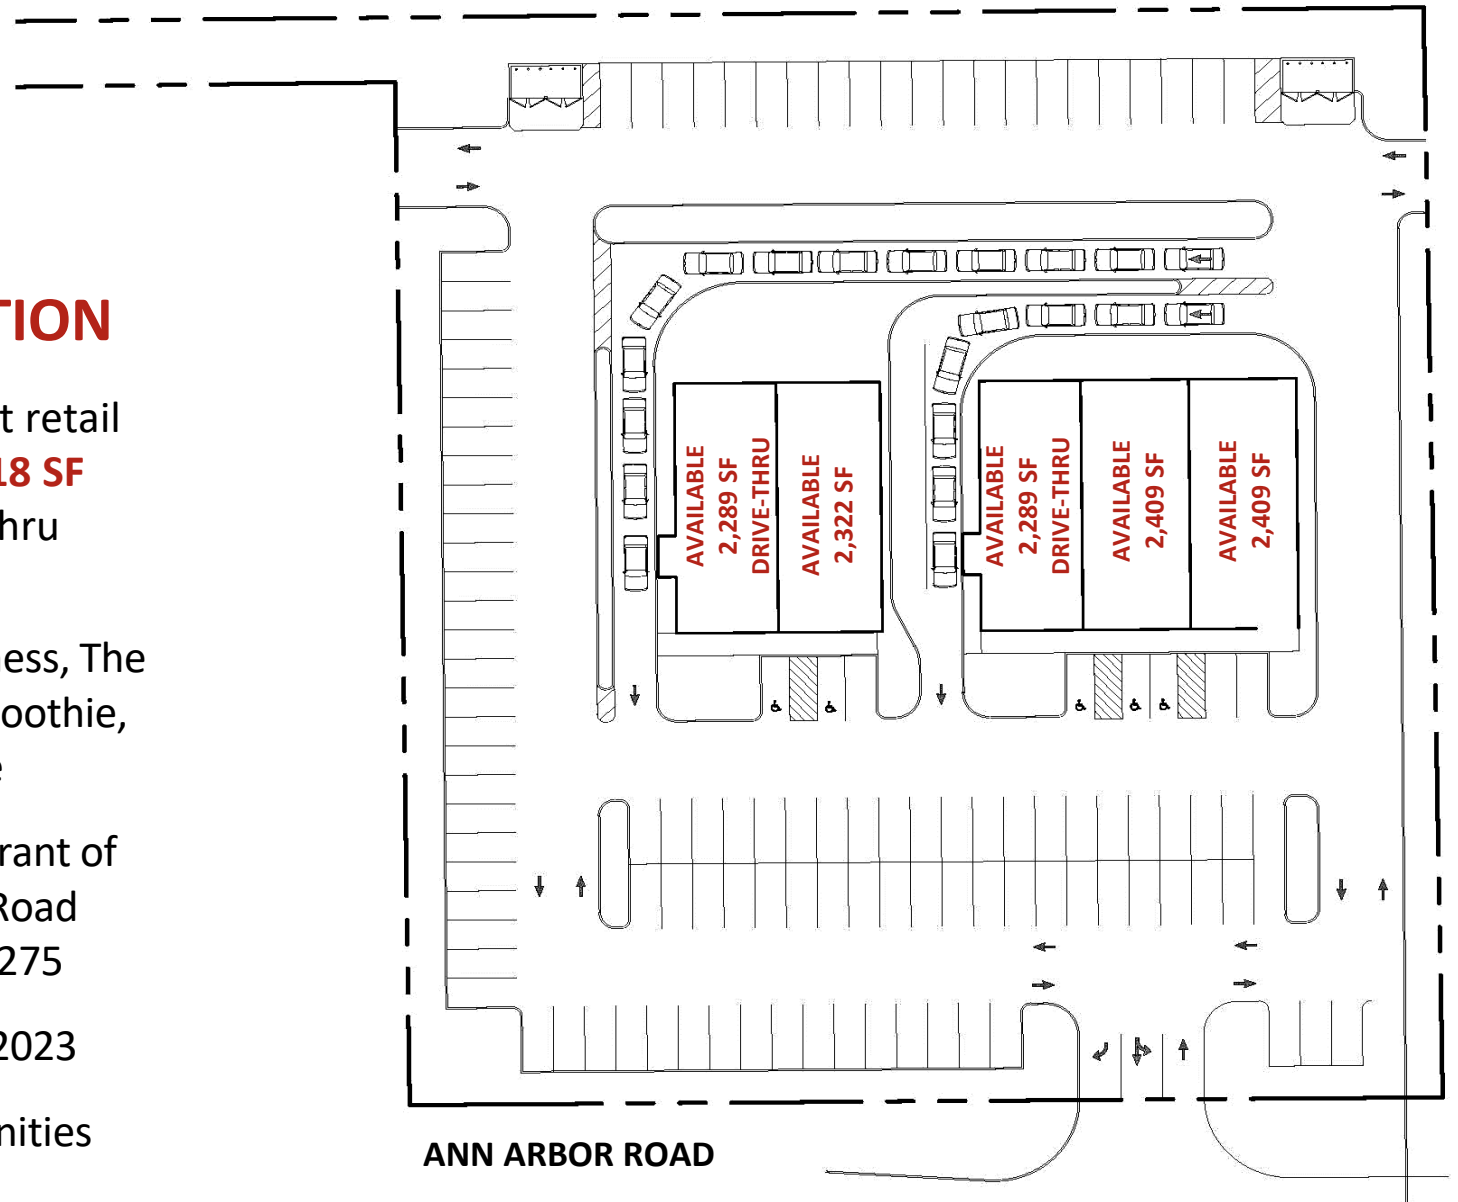 TION
t retail
18 SF
hru
ness, The
oothie,
e
rant of
Road
275
2023
nities
AVAILABLE
2,289 SF
DRIVE-THRU
AVAILABLE
2,322 SF
AVAILABLE
2,289 SF
DRIVE-THRU
AVAILABLE
2,409 SF
AVAILABLE
2,409 SF
ANN ARBOR ROAD